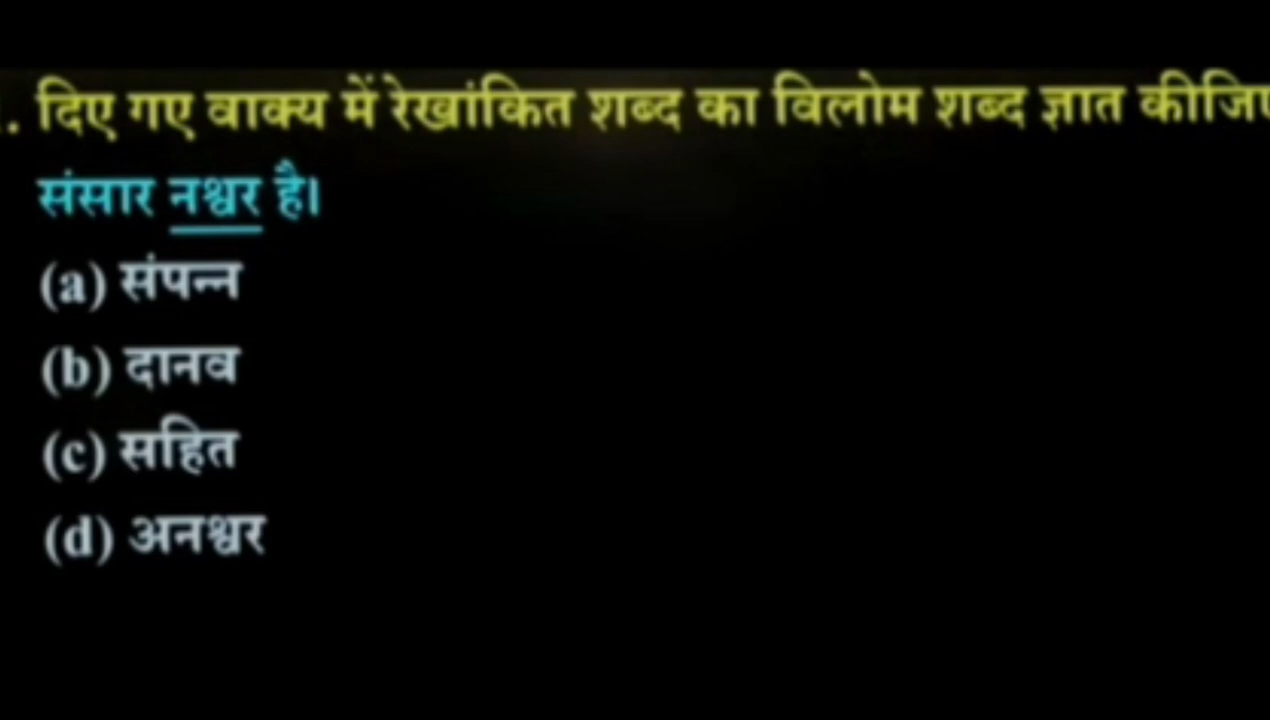 . दिए गए वाक्य में रेखांकित शब्द का विलोम शब्द ज्ञात कीजिए
संसार नश्वर है।
(a) संपन्न
(b) दानव
(c) सहित
(d) अनश्वर